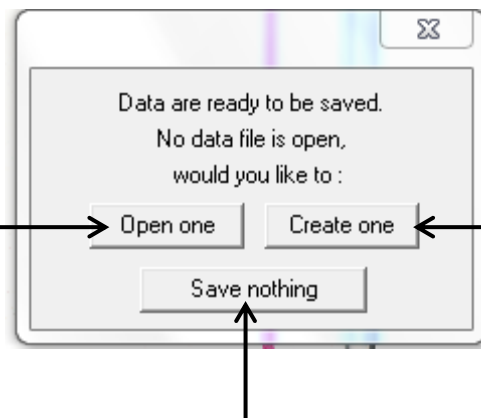 Data are ready to be saved.
No data file is open,
would you like to :
Open one Create one
Save nothing